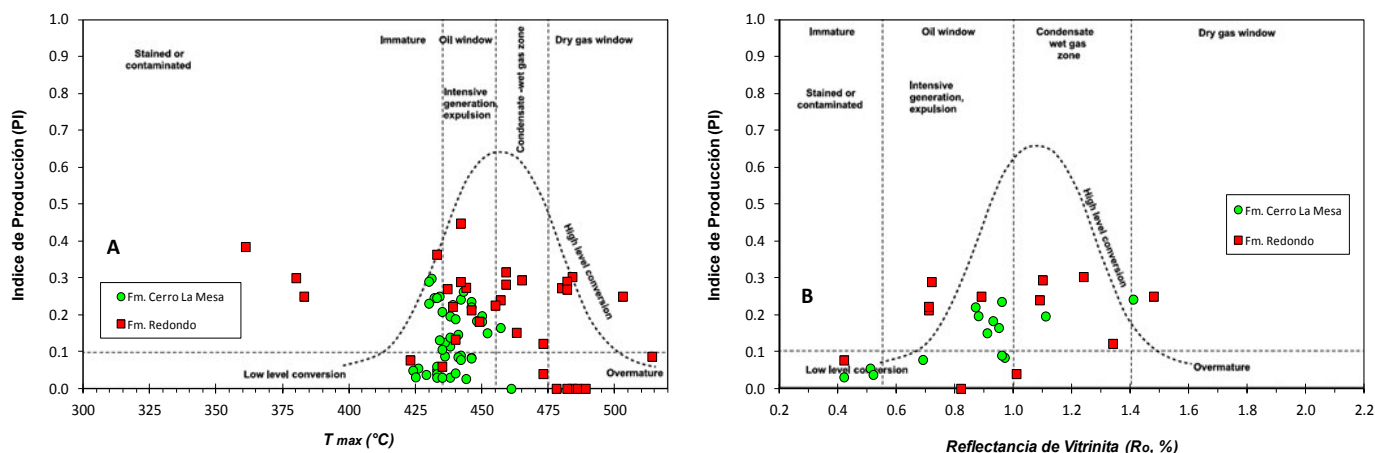 Indice de Producción (PI)
1.0
0.9
0.8
0.7
0.6
0.5
0.4
0.3
0.2
0.1
0.0
Stained or
contaminated
Immature
Oil window
Intensive
generation,
expulsion
Condensate -wet gas zone
Dry gas window
A
Fm. Cerro La Mesa
Fm. Redondo
High level conversion
Low level conversion
Overmature
300
325
350
375
400
425
450
475
500
T max (°C)
Indice de Producción (PI)
1.0
0.9
0.8
0.7
0.6
0.5
0.4
0.3
0.2
0.1
0.0
Immature
Stained or
contaminated
Oil window
Intensive
generation,
expulsion
Condensate
wet gas
zone
Dry gas window
Fm. Cerro La Mesa
Fm. Redondo
B
High level conversion
Low level conversion
Overmature
0.2
0.4
0.6
0.8
1.0
1.2
1.4
1.6
1.8
2.0
2.2
Reflectancia de Vitrinita (Ro, %)